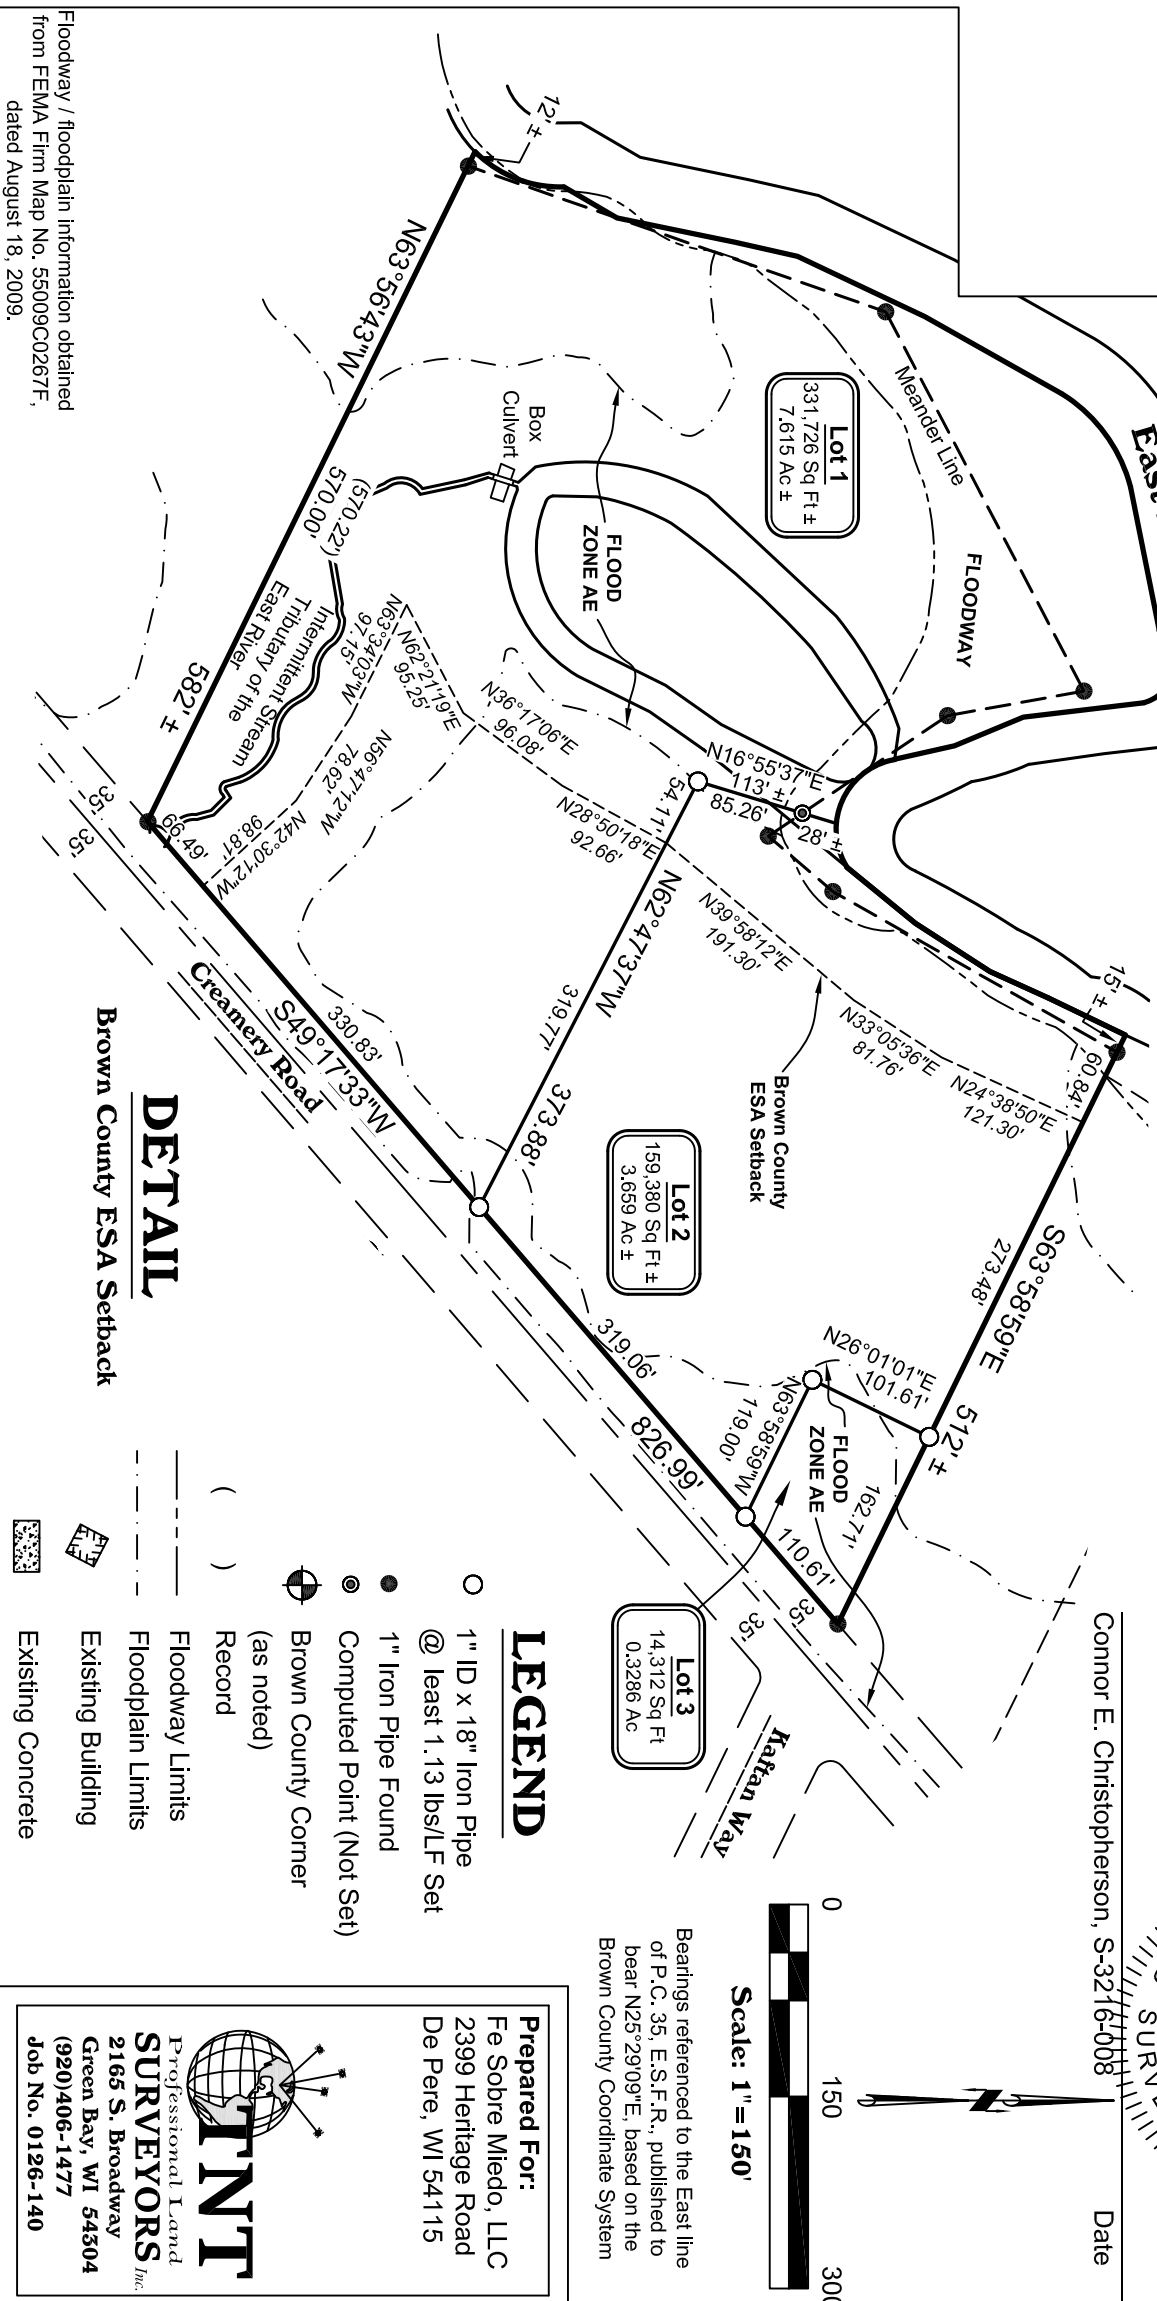 East
12' ±
Meander Line
FLOODWAY
Lot 1
331,726 Sq Ft ±
7.615 Ac ±
Box
Culvert
FLOOD
ZONE AE
N63°56'43"W
(570.22')
570.00'
582' ±
Intermittent Stream
Tributary of the
East River
N63°34'03"W
97.15'
N62°21'19"E
95.25'
N36°17'06"E
96.08'
N56°47'12"W
78.62'
N42°30'12"W
98.81'
66.49'
35'
35'
N28°50'18"E
92.66'
N16°55'37"E
113' ±
85.26'
28' ±
54.11'
N62°47'37"W
319.77'
373.88'
N39°58'12"E
191.30'
N33°05'36"E
81.76'
N24°38'50"E
121.30'
15' ±
60.84'
Brown County
ESA Setback
Lot 2
159,380 Sq Ft ±
3.659 Ac ±
S63°58'59"E
273.48'
512' ±
N26°01'01"E
101.61'
N63°58'59"W
119.00'
FLOOD
ZONE AE
162.71'
110.61'
35'
35'
330.83'
S49°17'33"W
Creamery Road
319.06'
826.99'
Lot 3
14,312 Sq Ft
0.3286 Ac
Kaftan Way
Floodway / floodplain information obtained
from FEMA Firm Map No. 55009C0267F,
dated August 18, 2009.
DETAIL
Brown County ESA Setback
LEGEND
1" ID x 18" Iron Pipe
@ least 1.13 lbs/LF Set
1" Iron Pipe Found
Computed Point (Not Set)
Brown County Corner
(as noted)
( ) Record
Floodway Limits
Floodplain Limits
Existing Building
Existing Concrete
Connor E. Christopherson, S-3216-008 Date
SURVE
0 150 300
Scale: 1"=150'
Bearings referenced to the East line
of P.C. 35, E.S.F.R., published to
bear N25°29'09"E, based on the
Brown County Coordinate System
Prepared For:
Fe Sobre Miedo, LLC
2399 Heritage Road
De Pere, WI 54115
TNT
Professional Land
SURVEYORS Inc.
2165 S. Broadway
Green Bay, WI 54304
(920)406-1477
Job No. 0126-140